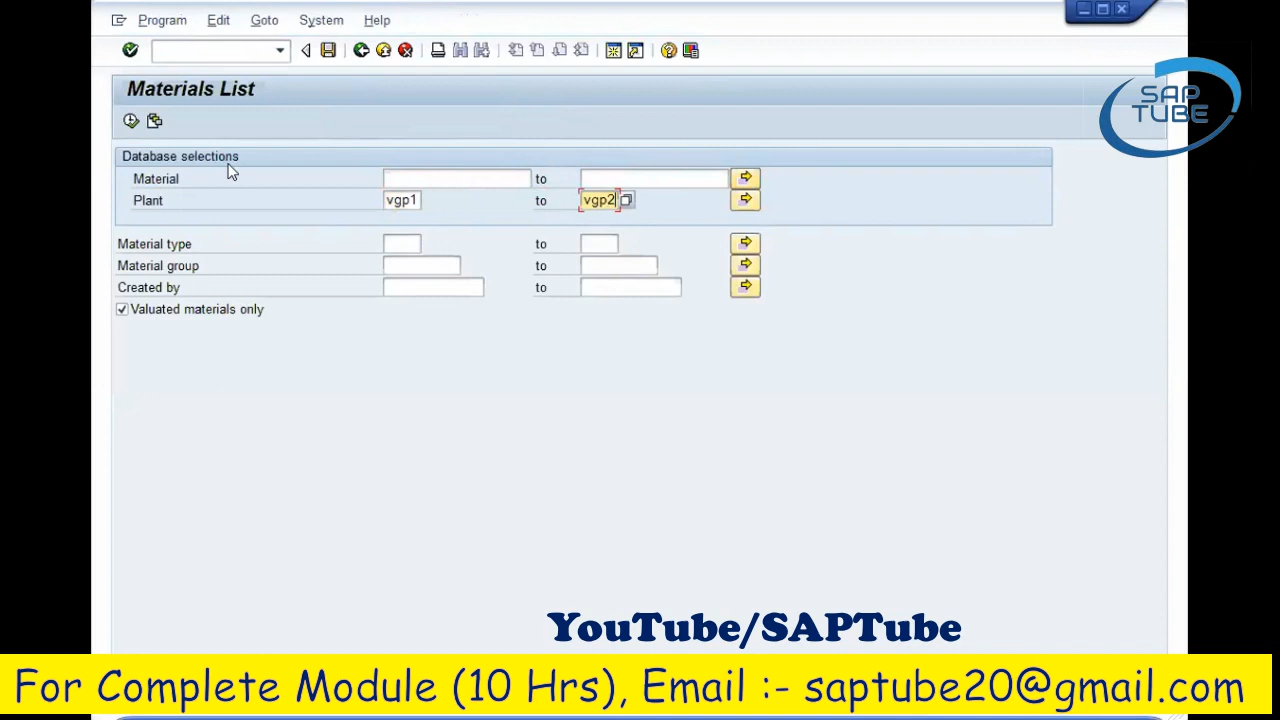 Program Edit Goto System Help
SAP
TUBE
Materials List
Database selections
Material to
Plant vgp1 to vgp2
Material type to
Material group to
Created by to
Valuated materials only
YouTube/SAPTube
For Complete Module (10 Hrs), Email :- saptube20@gmail.com